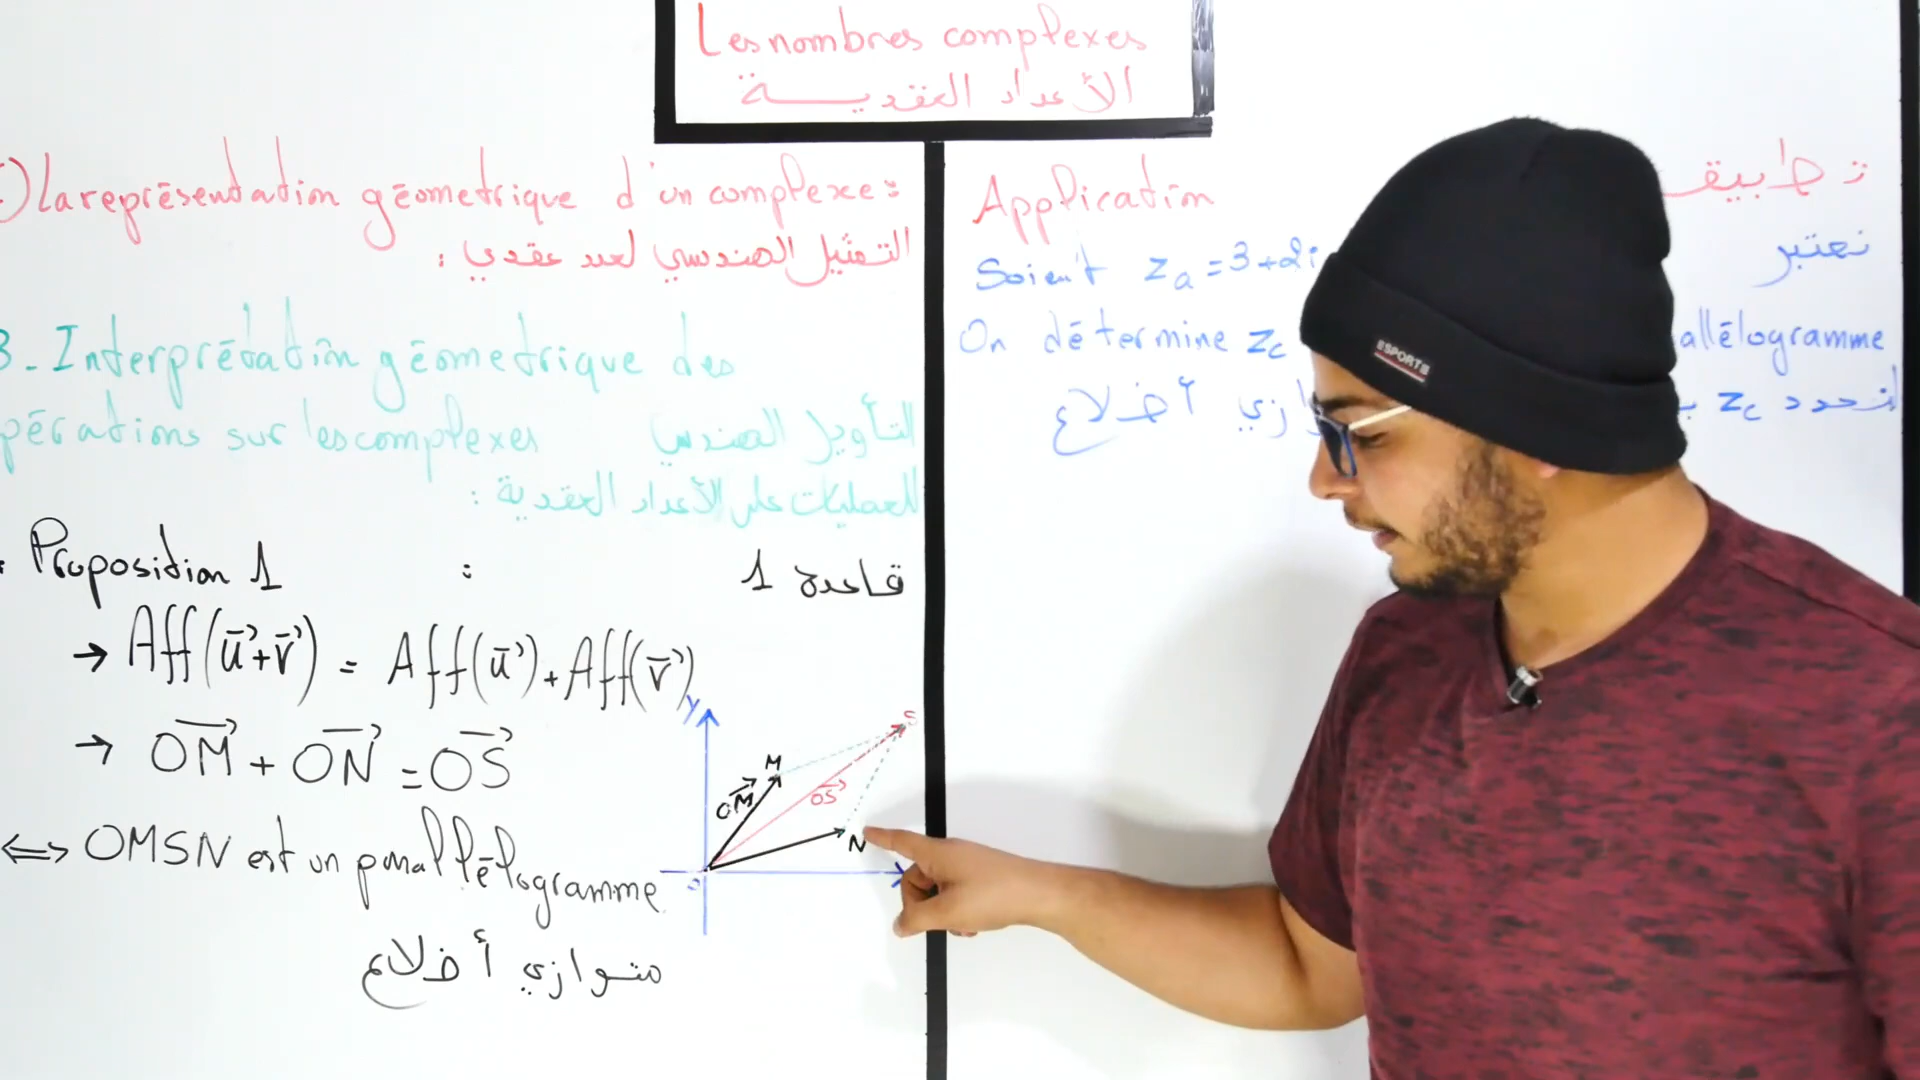 Les nombres complexes
الأعداد العقدية
) La représentation géometrique d'un complexe :
التمثيل الهندسي لعدد عقدي :
3 - Interprétation géometrique des
pérations sur les complexes التأويل الهندسي
للعمليات على الأعداد العقدية :
Proposition 1 : قاعدة 1
→ Aff(u⃗+v⃗) = Aff(u⃗) + Aff(v⃗)
→ OM⃗ + ON⃗ = OS⃗
⇔ OMSN est un parallélogramme
متوازي أضلاع
y
M
S
OM⃗
OS⃗
N
O
x
Application تطبيق
Soient Za = 3+2i نعتبر
On détermine Zc allélogramme
نحدد Zc ب وازي أضلاع
ESPORTS